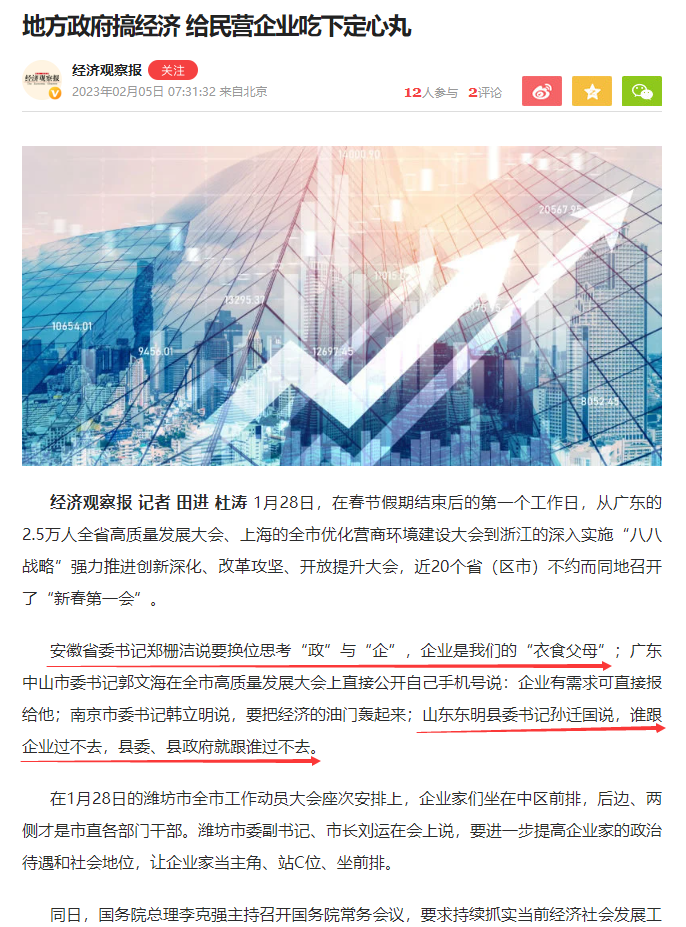 地方政府搞经济 给民营企业吃下定心丸
经济观察报
经济观察报 关注
2023年02月05日 07:31:32 来自北京
12人参与 2评论
14000.90
20567.95
11015
13295.37
10654.01
9456.01
12697.45
8052.45
经济观察报 记者 田进 杜涛 1月28日，在春节假期结束后的第一个工作日，从广东的
2.5万人全省高质量发展大会、上海的全市优化营商环境建设大会到浙江的深入实施“八八
战略”强力推进创新深化、改革攻坚、开放提升大会，近20个省（区市）不约而同地召开
了“新春第一会”。
安徽省委书记郑栅洁说要换位思考“政”与“企”，企业是我们的“衣食父母”；广东
中山市委书记郭文海在全市高质量发展大会上直接公开自己手机号说：企业有需求可直接报
给他；南京市委书记韩立明说，要把经济的油门轰起来；山东东明县委书记孙迁国说，谁跟
企业过不去，县委、县政府就跟谁过不去。
在1月28日的潍坊市全市工作动员大会座次安排上，企业家们坐在中区前排，后边、两
侧才是市直各部门干部。潍坊市委副书记、市长刘运在会上说，要进一步提高企业家的政治
待遇和社会地位，让企业家当主角、站C位、坐前排。
同日，国务院总理李克强主持召开国务院常务会议，要求持续抓实当前经济社会发展工